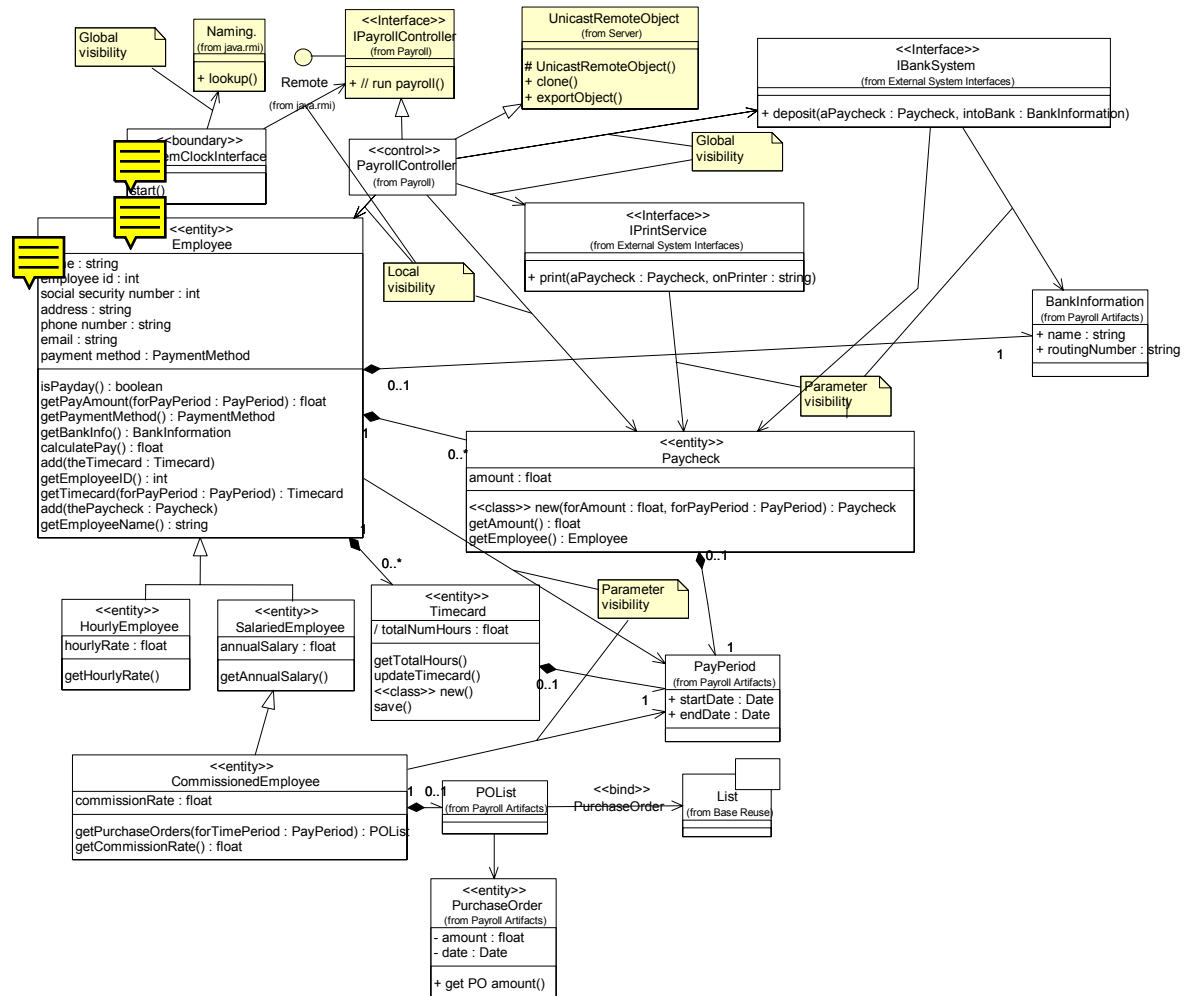 Global
visibility
Naming.
(from java.rmi)
+ lookup()
<<Interface>>
IPayrollController
(from Payroll)
+ // run payroll()
Remote
(from java.rmi)
UnicastRemoteObject
(from Server)
# UnicastRemoteObject()
+ clone()
+ exportObject()
<<Interface>>
IBankSystem
(from External System Interfaces)
+ deposit(aPaycheck : Paycheck, intoBank : BankInformation)
<<boundary>>
emClockInterface
start()
<<control>>
PayrollController
(from Payroll)
Global
visibility
<<Interface>>
IPrintService
(from External System Interfaces)
+ print(aPaycheck : Paycheck, onPrinter : string)
Local
visibility
BankInformation
(from Payroll Artifacts)
+ name : string
+ routingNumber : string
<<entity>>
Employee
e : string
employee id : int
social security number : int
address : string
phone number : string
email : string
payment method : PaymentMethod
isPayday() : boolean
getPayAmount(forPayPeriod : PayPeriod) : float
getPaymentMethod() : PaymentMethod
getBankInfo() : BankInformation
calculatePay() : float
add(theTimecard : Timecard)
getEmployeeID() : int
getTimecard(forPayPeriod : PayPeriod) : Timecard
add(thePaycheck : Paycheck)
getEmployeeName() : string
0..1
1
1
0..*
1
0..*
Parameter
visibility
<<entity>>
Paycheck
amount : float
<<class>> new(forAmount : float, forPayPeriod : PayPeriod) : Paycheck
getAmount() : float
getEmployee() : Employee
0..1
1
<<entity>>
HourlyEmployee
hourlyRate : float
getHourlyRate()
<<entity>>
SalariedEmployee
annualSalary : float
getAnnualSalary()
<<entity>>
Timecard
/ totalNumHours : float
getTotalHours()
updateTimecard()
<<class>> new()
save()
0..1
1
Parameter
visibility
PayPeriod
(from Payroll Artifacts)
+ startDate : Date
+ endDate : Date
<<entity>>
CommissionedEmployee
commissionRate : float
getPurchaseOrders(forTimePeriod : PayPeriod) : POList
getCommissionRate() : float
1
0..1
POList
(from Payroll Artifacts)
<<bind>>
PurchaseOrder
List
(from Base Reuse)
<<entity>>
PurchaseOrder
(from Payroll Artifacts)
- amount : float
- date : Date
+ get PO amount()